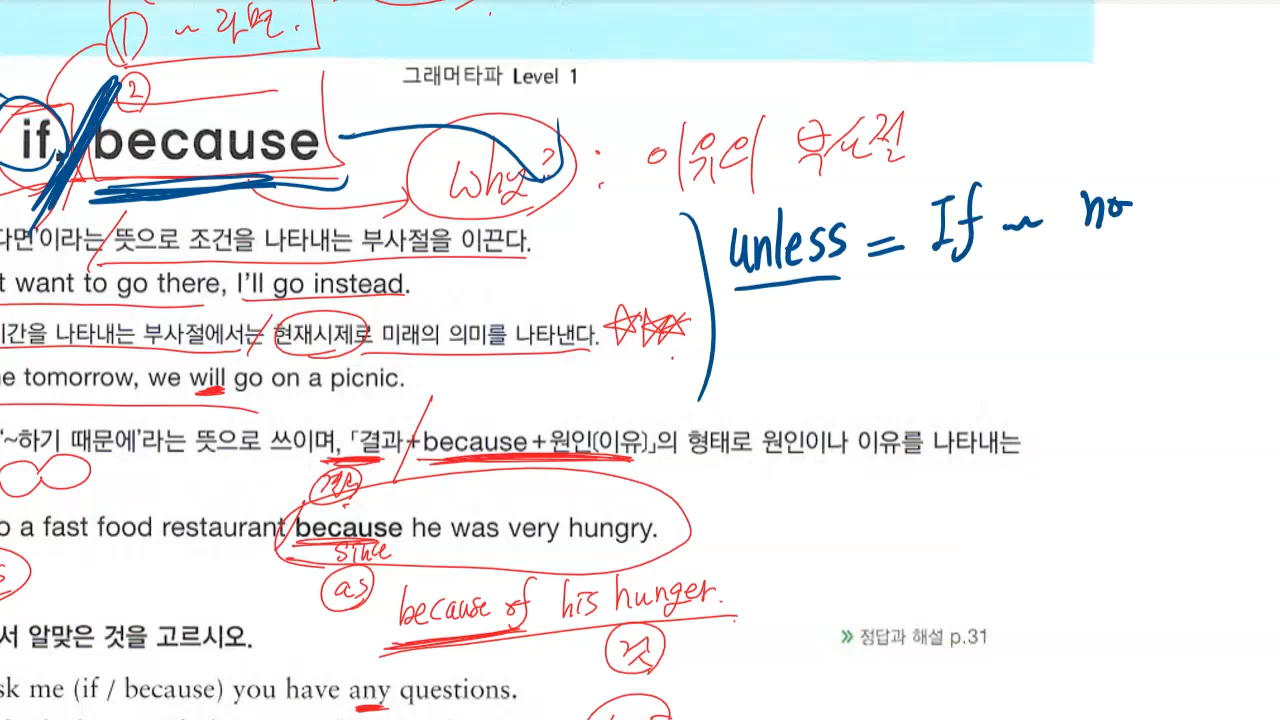 ① ~라면.
그래머타파 Level 1
②
if, because
why? : 이유의 부사절
unless = If ~ no
다면'이라는 뜻으로 조건을 나타내는 부사절을 이끈다.
t want to go there, I'll go instead.
시간을 나타내는 부사절에서는 현재시제로 미래의 의미를 나타낸다.
e tomorrow, we will go on a picnic.
'~하기 때문에'라는 뜻으로 쓰이며, 「결과+because+원인(이유)」의 형태로 원인이나 이유를 나타내는
o a fast food restaurant because he was very hungry.
since
as
because of his hunger.
서 알맞은 것을 고르시오.
정답과 해설 p.31
sk me (if / because) you have any questions.